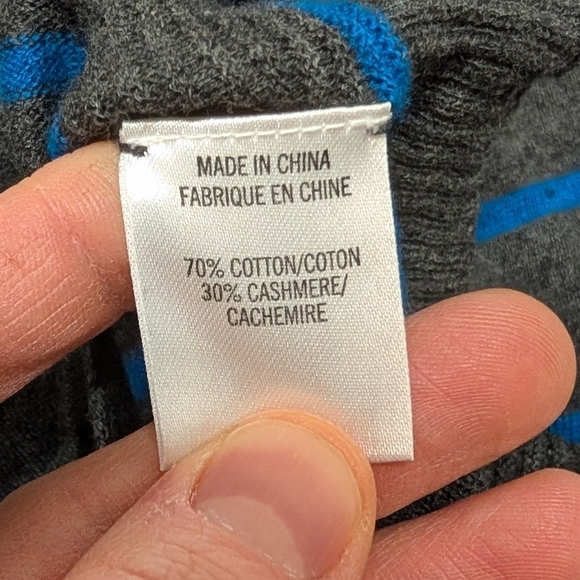 MADE IN CHINA
FABRIQUE EN CHINE
70% COTTON/COTON
30% CASHMERE/
CACHEMIRE